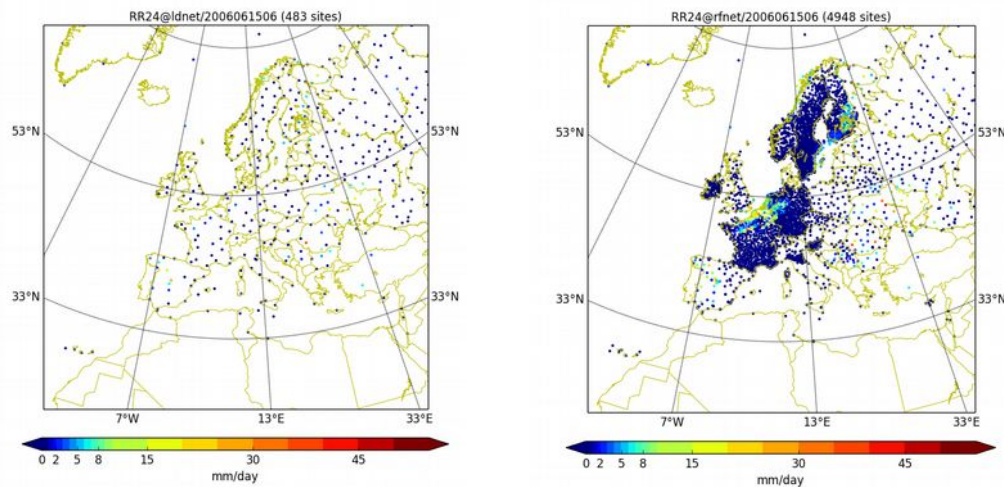 RR24@ldnet/2006061506 (483 sites)
53°N
53°N
33°N
33°N
7°W
13°E
33°E
0 2 5 8 15 30 45
mm/day
RR24@rfnet/2006061506 (4948 sites)
53°N
53°N
33°N
33°N
7°W
13°E
33°E
0 2 5 8 15 30 45
mm/day